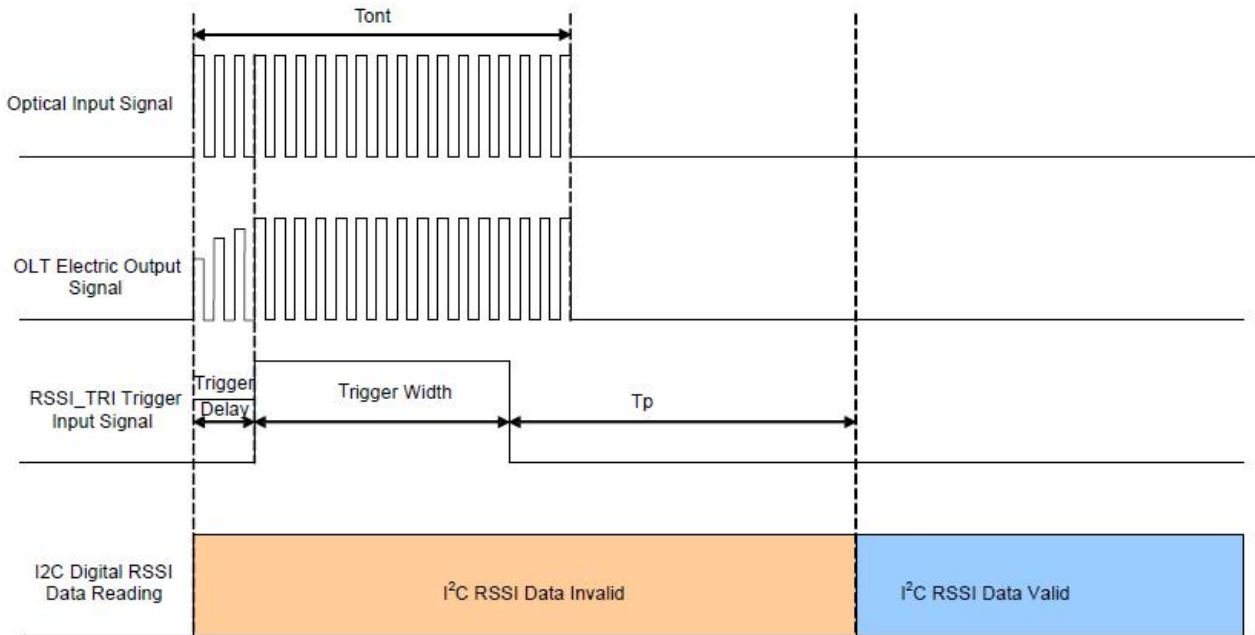 Tont
Optical Input Signal
OLT Electric Output
Signal
RSSI_TRI Trigger
Input Signal
Trigger
Delay
Trigger Width
Tp
I2C Digital RSSI
Data Reading
I²C RSSI Data Invalid
I²C RSSI Data Valid